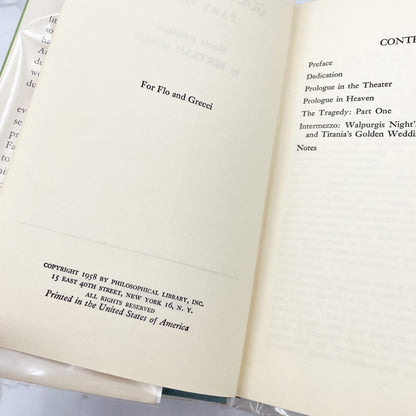 For Flo and Grecci
COPYRIGHT 1958 BY PHILOSOPHICAL LIBRARY, INC.
15 EAST 40TH STREET, NEW YORK 16, N. Y.
ALL RIGHTS RESERVED
Printed in the United States of America
CONTE
Preface
Dedication
Prologue in the Theater
Prologue in Heaven
The Tragedy: Part One
Intermezzo: Walpurgis Night'
and Titania's Golden Weddi
Notes